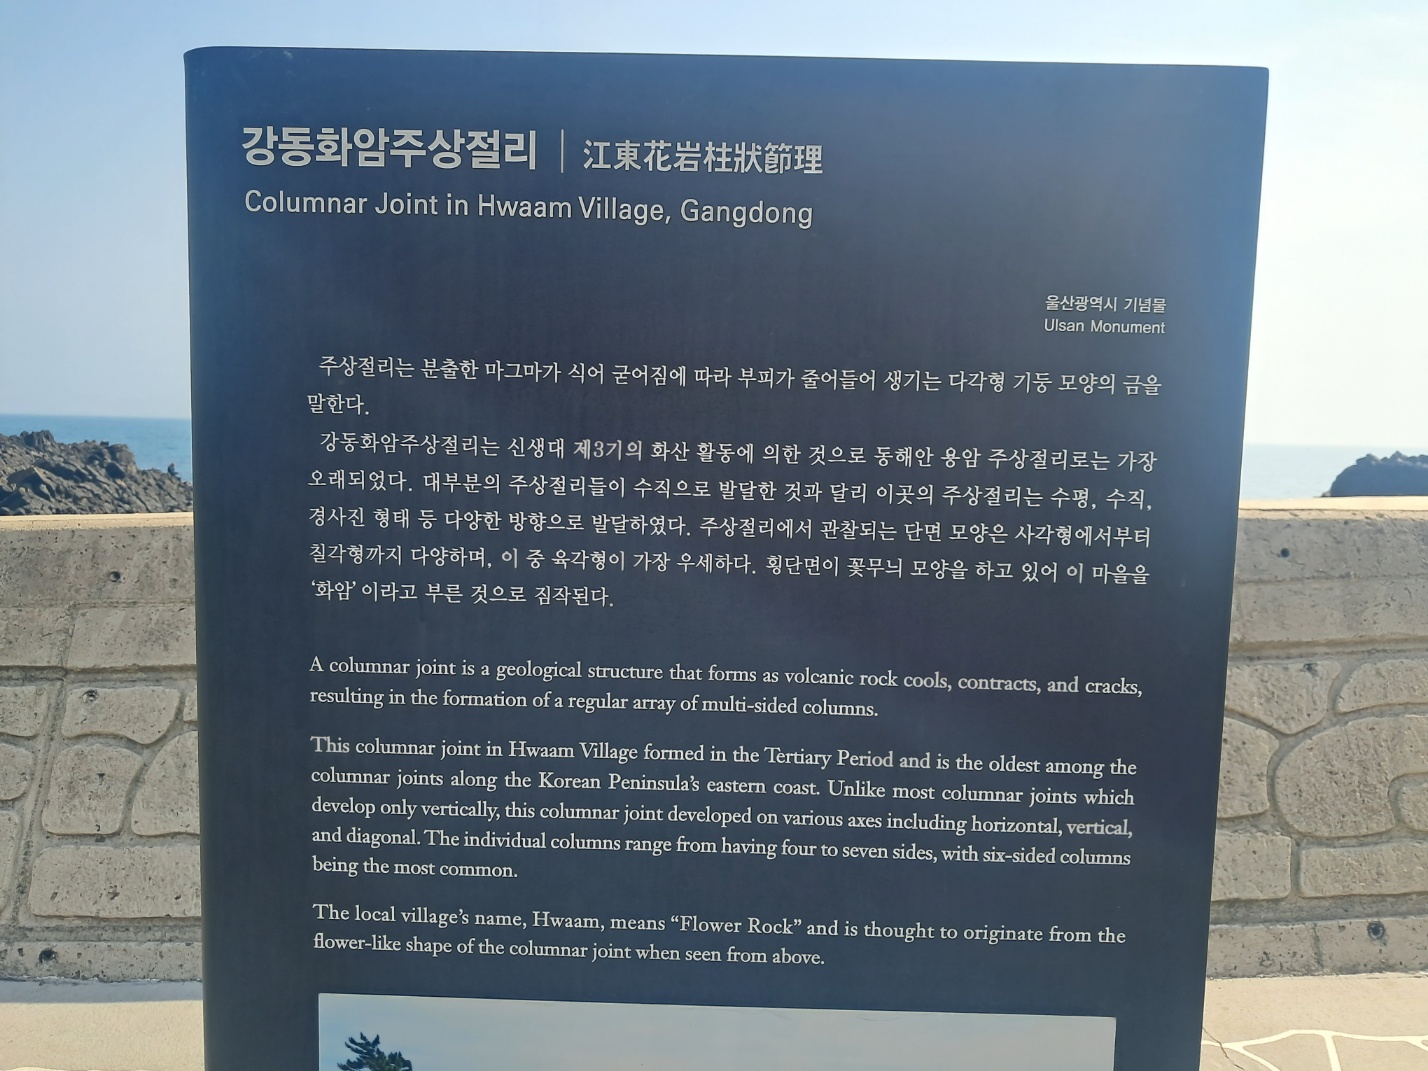 강동화암주상절리 | 江東花岩柱狀節理
Columnar Joint in Hwaam Village, Gangdong
울산광역시 기념물
Ulsan Monument
주상절리는 분출한 마그마가 식어 굳어짐에 따라 부피가 줄어들어 생기는 다각형 기둥 모양의 금을
말한다.
강동화암주상절리는 신생대 제3기의 화산 활동에 의한 것으로 동해안 용암 주상절리로는 가장
오래되었다. 대부분의 주상절리들이 수직으로 발달한 것과 달리 이곳의 주상절리는 수평, 수직,
경사진 형태 등 다양한 방향으로 발달하였다. 주상절리에서 관찰되는 단면 모양은 사각형에서부터
칠각형까지 다양하며, 이 중 육각형이 가장 우세하다. 횡단면이 꽃무늬 모양을 하고 있어 이 마을을
‘화암’이라고 부른 것으로 짐작된다.
A columnar joint is a geological structure that forms as volcanic rock cools, contracts, and cracks,
resulting in the formation of a regular array of multi-sided columns.
This columnar joint in Hwaam Village formed in the Tertiary Period and is the oldest among the
columnar joints along the Korean Peninsula’s eastern coast. Unlike most columnar joints which
develop only vertically, this columnar joint developed on various axes including horizontal, vertical,
and diagonal. The individual columns range from having four to seven sides, with six-sided columns
being the most common.
The local village’s name, Hwaam, means “Flower Rock” and is thought to originate from the
flower-like shape of the columnar joint when seen from above.